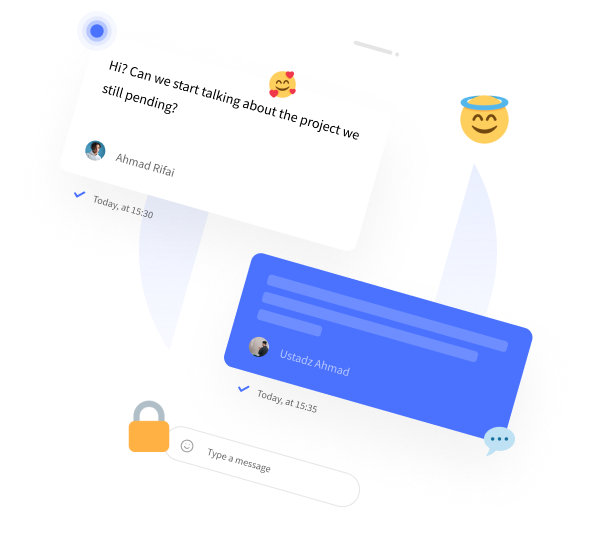 Hi? Can we start talking about the project we
still pending?
Ahmad Rifai
Today, at 15:30
Ustadz Ahmad
Today, at 15:35
Type a message